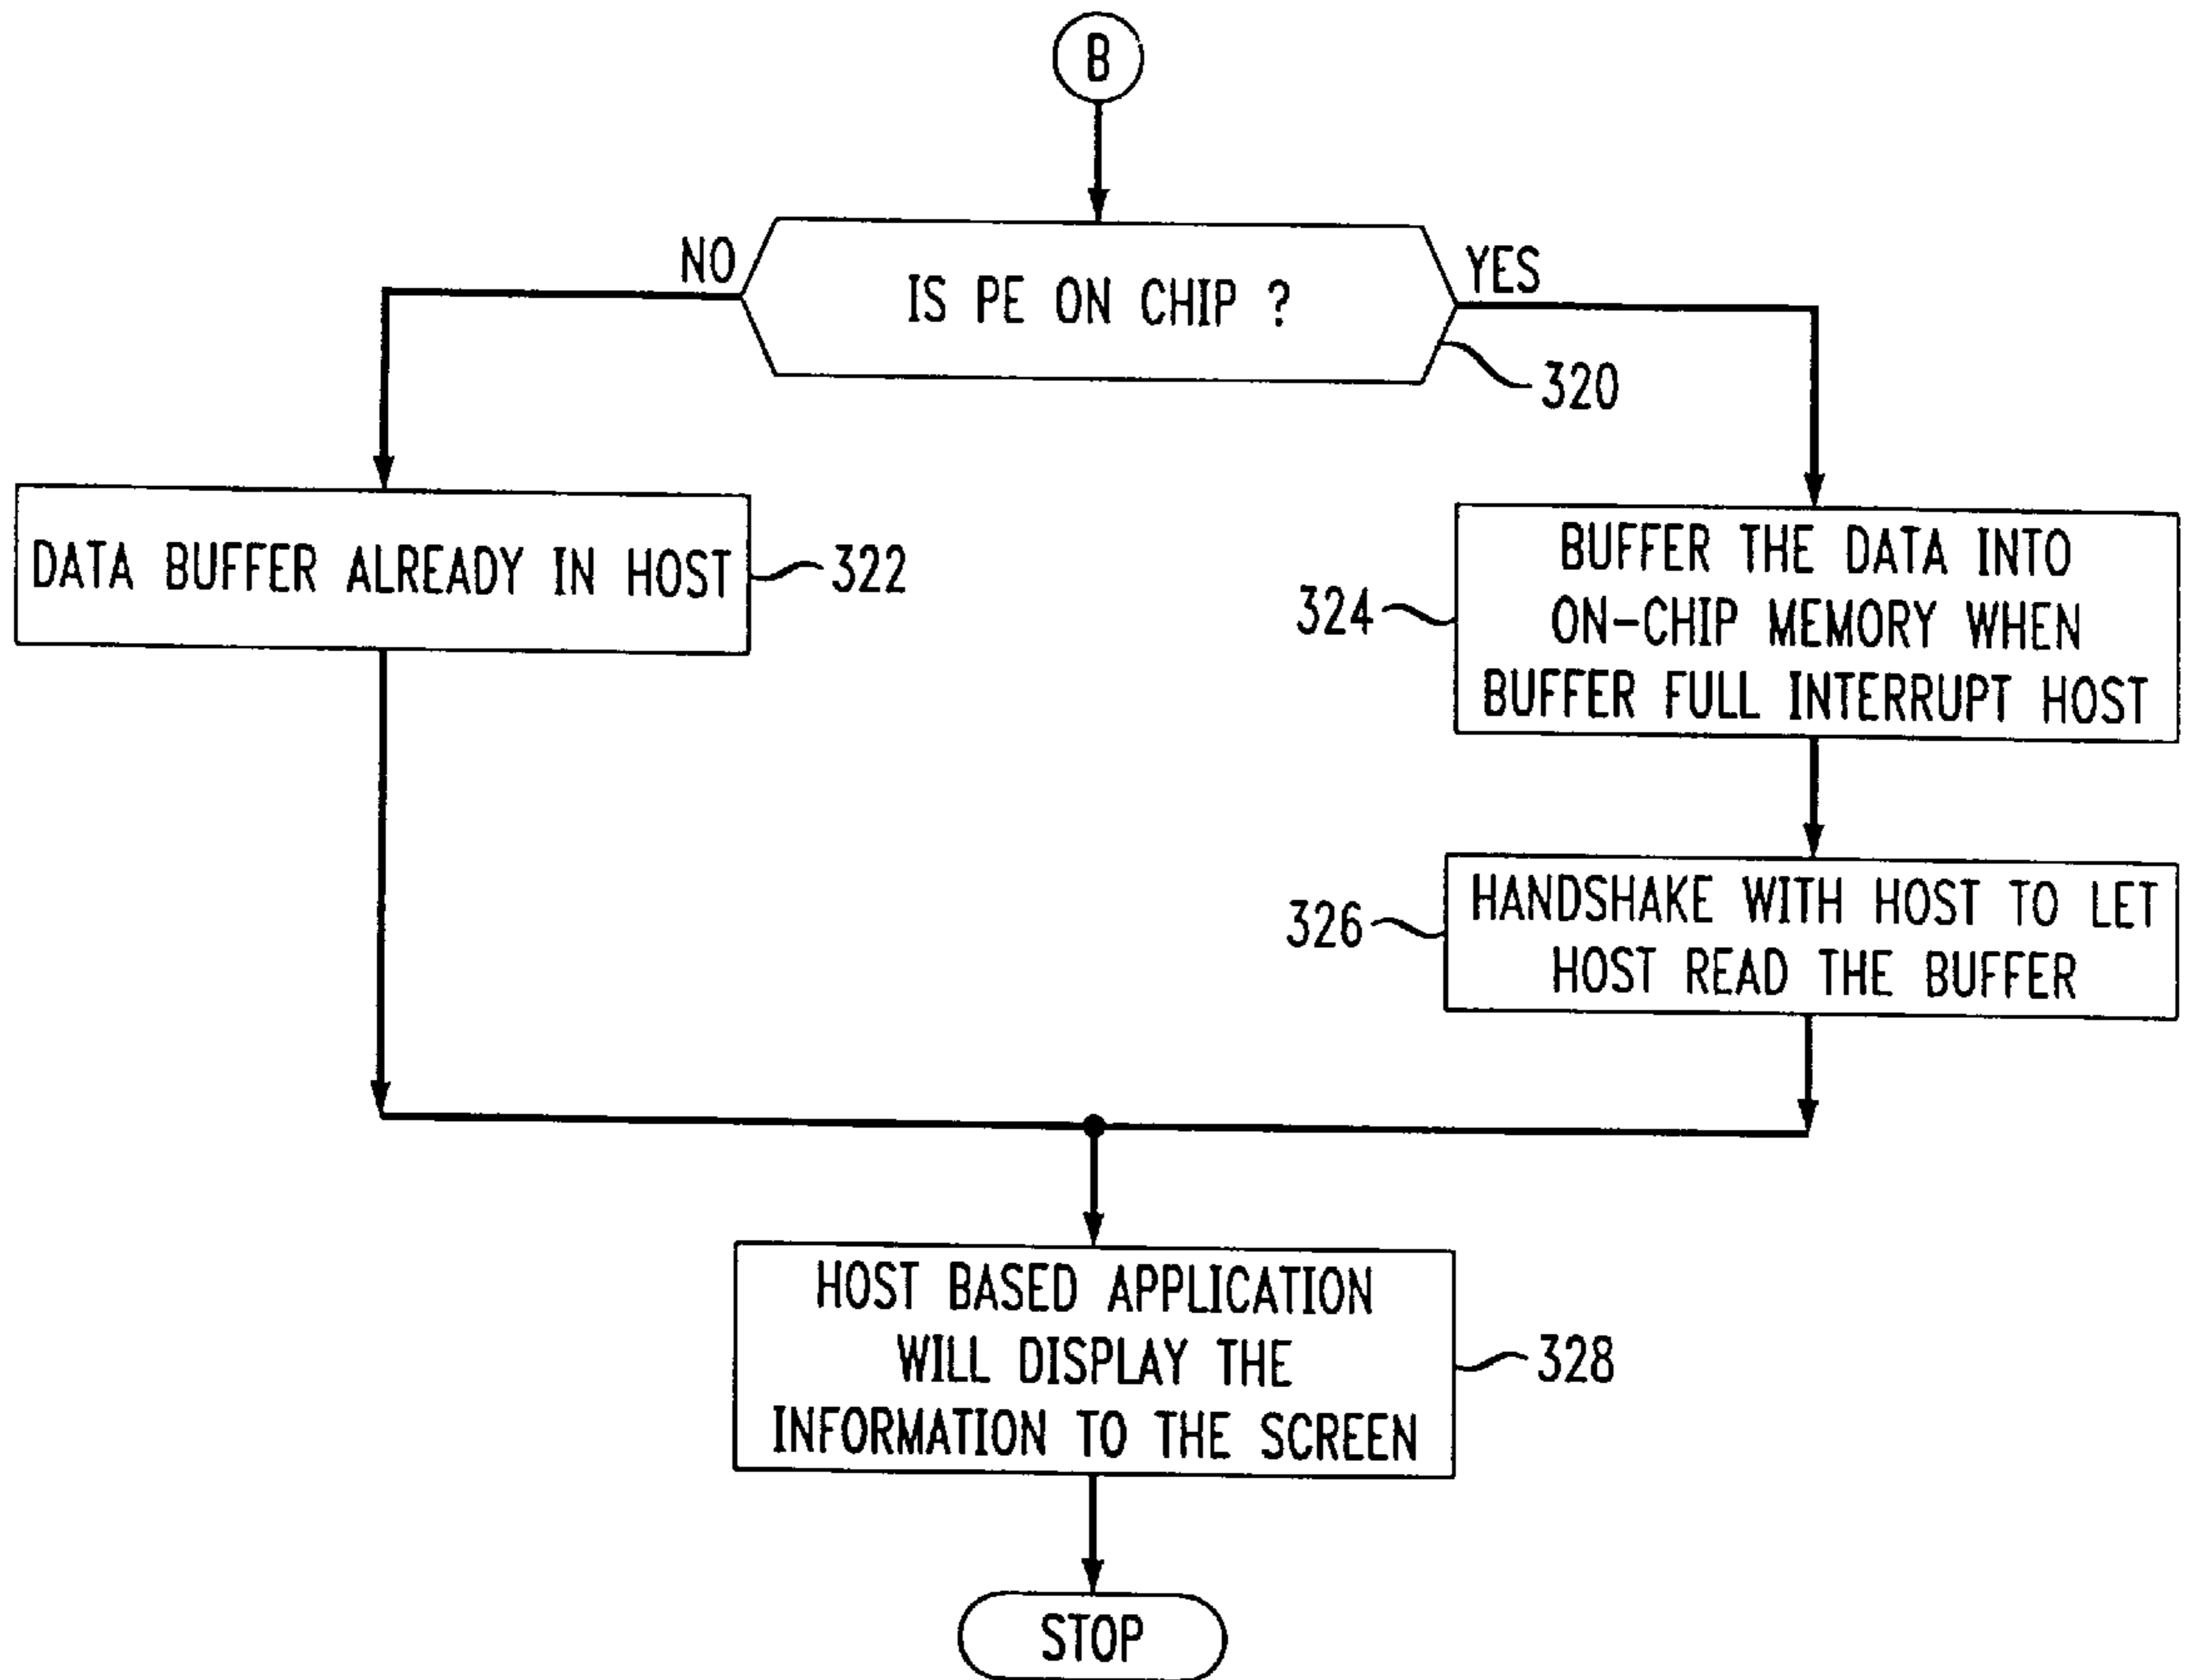 B
NO
YES
IS PE ON CHIP ?
320
DATA BUFFER ALREADY IN HOST
322
324
BUFFER THE DATA INTO
ON-CHIP MEMORY WHEN
BUFFER FULL INTERRUPT HOST
326
HANDSHAKE WITH HOST TO LET
HOST READ THE BUFFER
HOST BASED APPLICATION
WILL DISPLAY THE
INFORMATION TO THE SCREEN
328
STOP